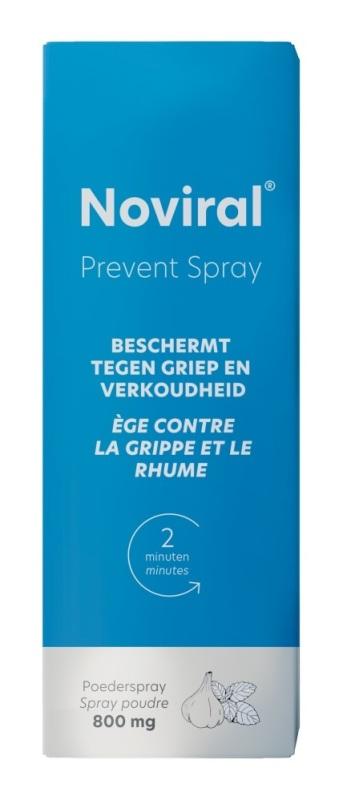 Noviral®
Prevent Spray
BESCHERMT
TEGEN GRIEP EN
VERKOUDHEID
ÈGE CONTRE
LA GRIPPE ET LE
RHUME
2
minuten
minutes
Poederspray
Spray poudre
800 mg